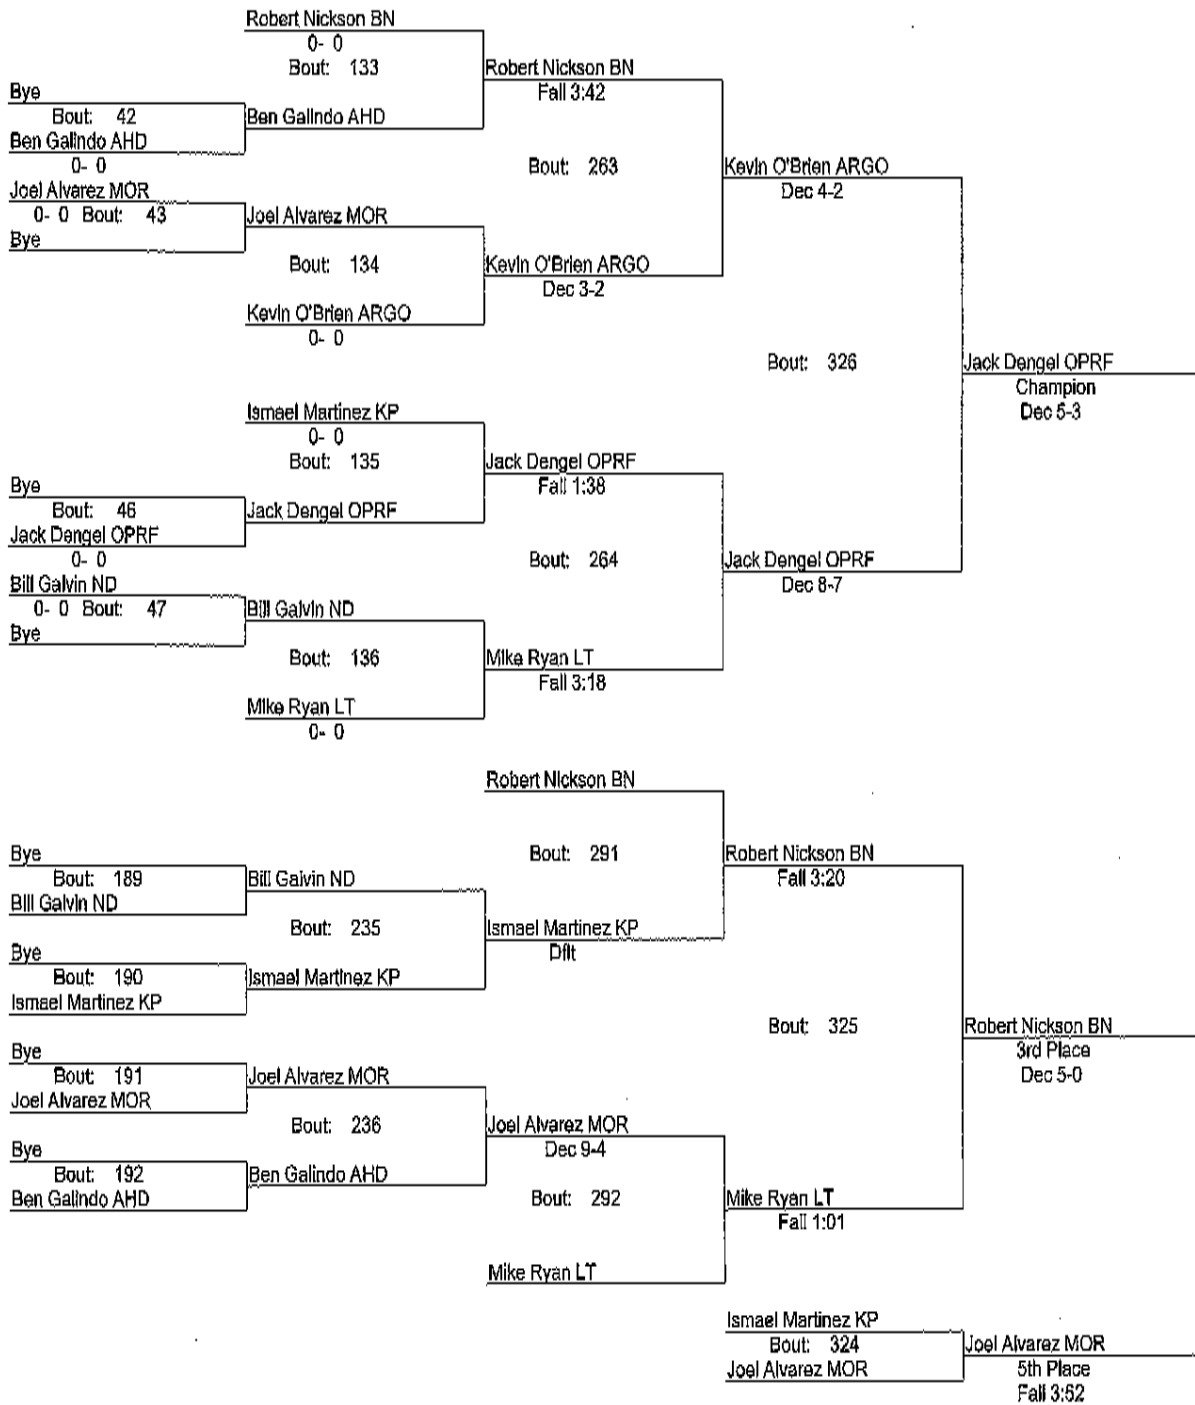 Robert Nickson BN
0- 0
Bout: 133
Robert Nickson BN
Fall 3:42
Bye
Bout: 42
Ben Galindo AHD
Ben Galindo AHD
0- 0
Bout: 263
Kevin O'Brien ARGO
Dec 4-2
Joel Alvarez MOR
0- 0 Bout: 43
Joel Alvarez MOR
Bye
Bout: 134
Kevin O'Brien ARGO
Dec 3-2
Kevin O'Brien ARGO
0- 0
Bout: 326
Jack Dengel OPRF
Champion
Dec 5-3
Ismael Martinez KP
0- 0
Bout: 135
Jack Dengel OPRF
Fall 1:38
Bye
Bout: 46
Jack Dengel OPRF
Jack Dengel OPRF
0- 0
Bout: 264
Jack Dengel OPRF
Dec 8-7
Bill Galvin ND
0- 0 Bout: 47
Bill Galvin ND
Bye
Bout: 136
Mike Ryan LT
Fall 3:18
Mike Ryan LT
0- 0
Robert Nickson BN
Bout: 291
Robert Nickson BN
Fall 3:20
Bye
Bout: 189
Bill Galvin ND
Bill Galvin ND
Bout: 235
Ismael Martinez KP
Dflt
Bye
Bout: 190
Ismael Martinez KP
Ismael Martinez KP
Bout: 325
Robert Nickson BN
3rd Place
Dec 5-0
Bye
Bout: 191
Joel Alvarez MOR
Joel Alvarez MOR
Bout: 236
Joel Alvarez MOR
Dec 9-4
Bye
Bout: 192
Ben Galindo AHD
Ben Galindo AHD
Bout: 292
Mike Ryan LT
Fall 1:01
Mike Ryan LT
Ismael Martinez KP
Bout: 324
Joel Alvarez MOR
Joel Alvarez MOR
5th Place
Fall 3:52